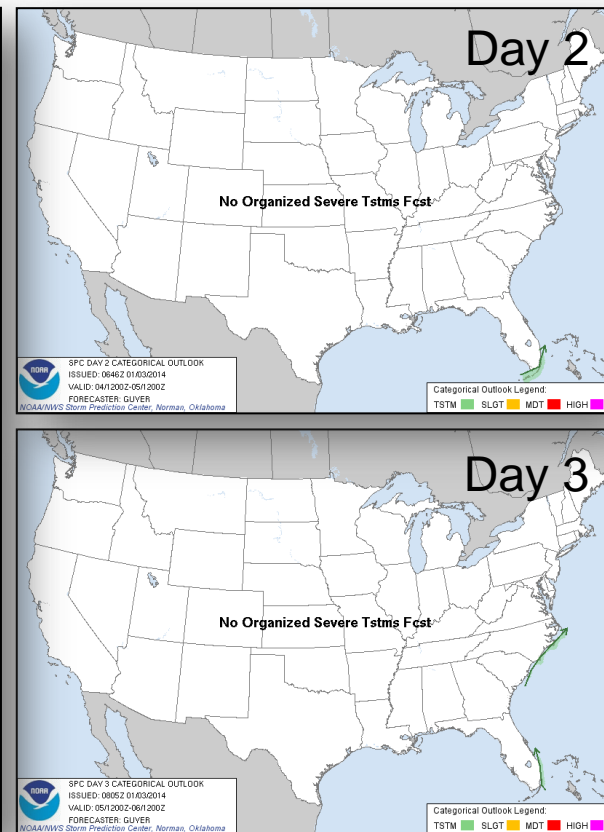 Day 2
No Organized Severe Tstms Fcst
NOAA
SPC DAY 2 CATEGORICAL OUTLOOK
ISSUED: 0646Z 01/03/2014
VALID: 04/1200Z-05/1200Z
FORECASTER: GUYER
NOAA/NWS Storm Prediction Center, Norman, Oklahoma
Categorical Outlook Legend:
TSTM SLGT MDT HIGH
Day 3
No Organized Severe Tstms Fcst
NOAA
SPC DAY 3 CATEGORICAL OUTLOOK
ISSUED: 0805Z 01/03/2014
VALID: 05/1200Z-06/1200Z
FORECASTER: GUYER
NOAA/NWS Storm Prediction Center, Norman, Oklahoma
Categorical Outlook Legend:
TSTM SLGT MDT HIGH